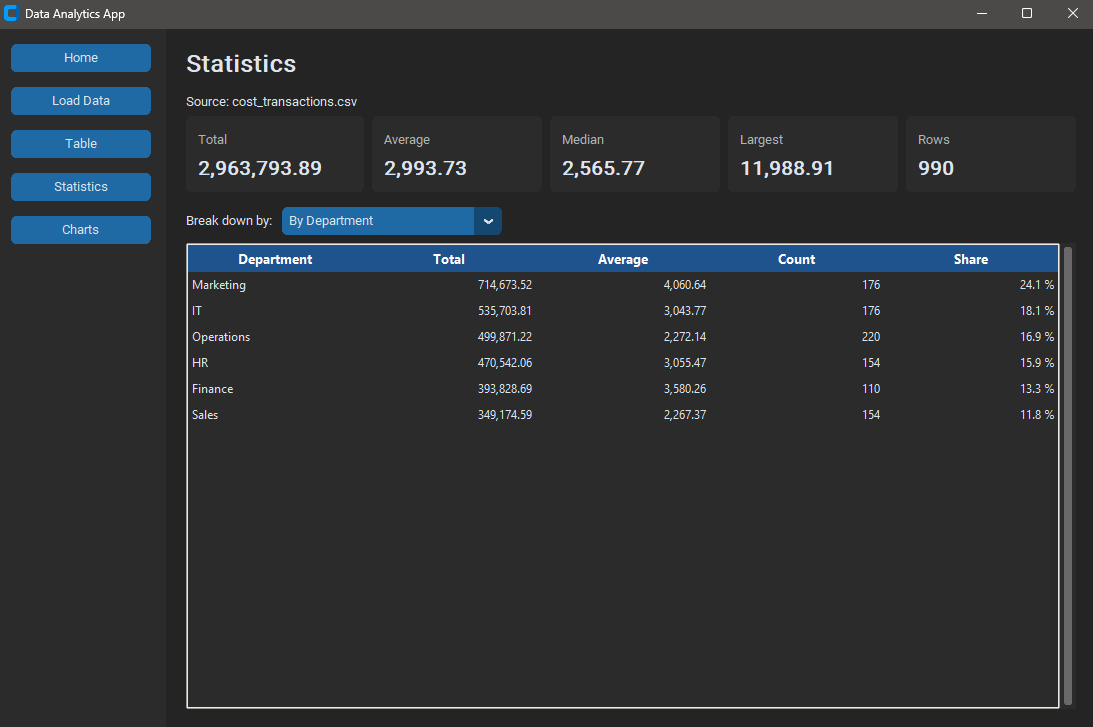 Data Analytics App
Home
Load Data
Table
Statistics
Charts
Statistics
Source: cost_transactions.csv
Total Average Median Largest Rows
2,963,793.89 2,993.73 2,565.77 11,988.91 990
Break down by: By Department
Department Total Average Count Share
Marketing 714,673.52 4,060.64 176 24.1 %
IT 535,703.81 3,043.77 176 18.1 %
Operations 499,871.22 2,272.14 220 16.9 %
HR 470,542.06 3,055.47 154 15.9 %
Finance 393,828.69 3,580.26 110 13.3 %
Sales 349,174.59 2,267.37 154 11.8 %